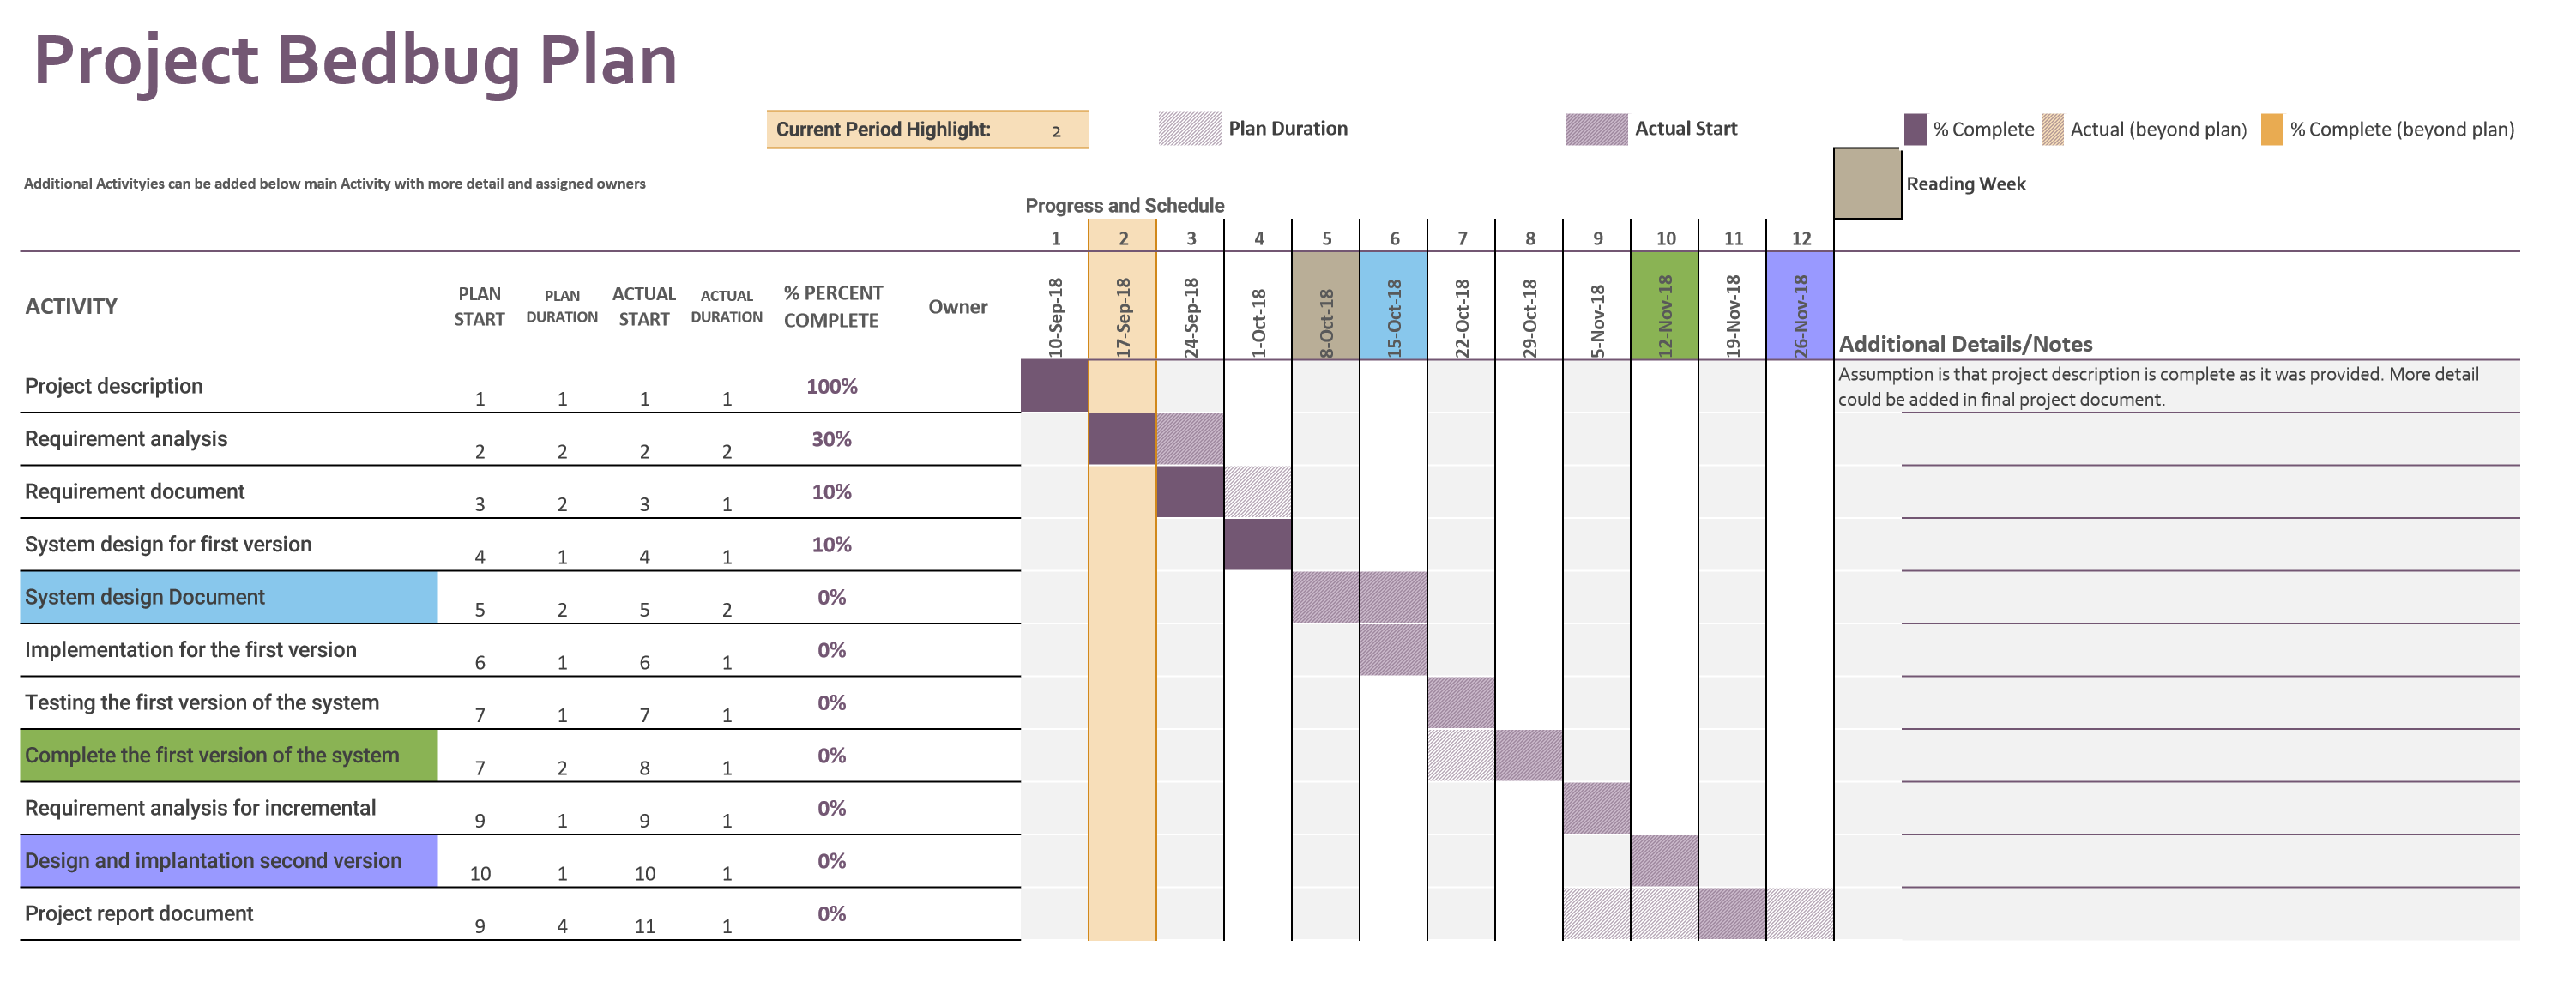 Project Bedbug Plan
Current Period Highlight: 2
Plan Duration
Actual Start
% Complete
Actual (beyond plan)
% Complete (beyond plan)
Additional Activityies can be added below main Activity with more detail and assigned owners
Reading Week
Progress and Schedule
1 2 3 4 5 6 7 8 9 10 11 12
ACTIVITY
PLAN START
PLAN DURATION
ACTUAL START
ACTUAL DURATION
% PERCENT COMPLETE
Owner
10-Sep-18 17-Sep-18 24-Sep-18 1-Oct-18 8-Oct-18 15-Oct-18 22-Oct-18 29-Oct-18 5-Nov-18 12-Nov-18 19-Nov-18 26-Nov-18
Additional Details/Notes
Project description 1 1 1 1 100%
Assumption is that project description is complete as it was provided. More detail
could be added in final project document.
Requirement analysis 2 2 2 2 30%
Requirement document 3 2 3 1 10%
System design for first version 4 1 4 1 10%
System design Document 5 2 5 2 0%
Implementation for the first version 6 1 6 1 0%
Testing the first version of the system 7 1 7 1 0%
Complete the first version of the system 7 2 8 1 0%
Requirement analysis for incremental 9 1 9 1 0%
Design and implantation second version 10 1 10 1 0%
Project report document 9 4 11 1 0%